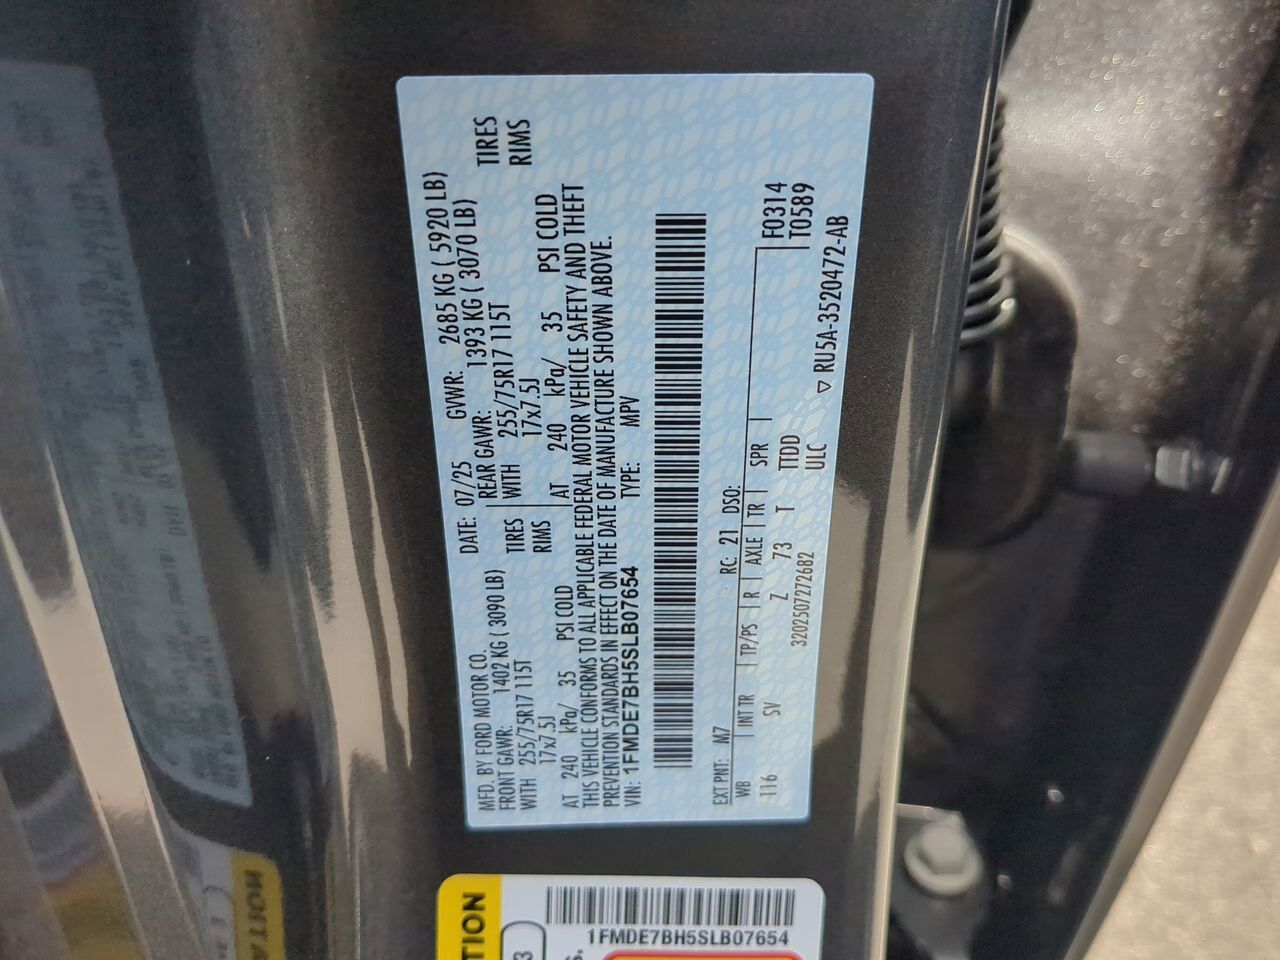 MFD. BY FORD MOTOR CO.
DATE: 07/25 GVWR: 2685 KG ( 5920 LB)
FRONT GAWR: 1402 KG ( 3090 LB) REAR GAWR: 1393 KG ( 3070 LB)
WITH 255/75R17 115T TIRES WITH 255/75R17 115T TIRES
17x7.5J RIMS 17x7.5J RIMS
AT 240 kPa/ 35 PSI COLD AT 240 kPa/ 35 PSI COLD
THIS VEHICLE CONFORMS TO ALL APPLICABLE FEDERAL MOTOR VEHICLE SAFETY AND THEFT
PREVENTION STANDARDS IN EFFECT ON THE DATE OF MANUFACTURE SHOWN ABOVE.
VIN: 1FMDE7BH5SLB07654 TYPE: MPV
EXT PNT: M7 RC: 21 DSO:
WB INT TR TP/PS R AXLE TR SPR F0314
116 SV Z 73 T TTDD T0589
3202507272682 ULC
▽ RU5A-3520472-AB
TION
3
S.
1FMDE7BH5SLB07654